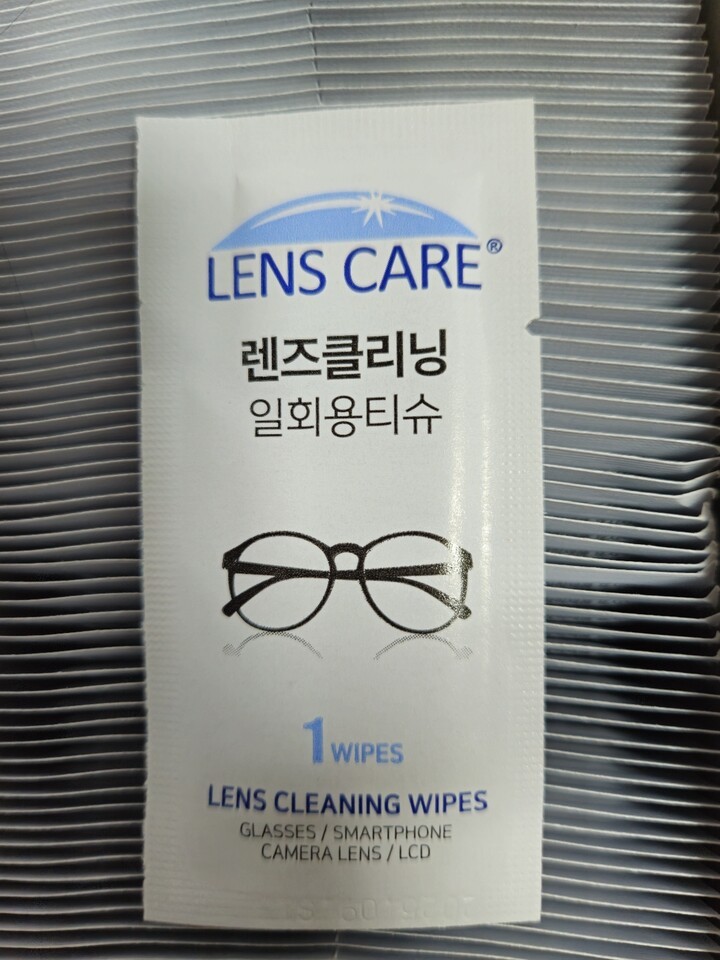 LENS CARE®
렌즈클리닝
일회용티슈
1 WIPES
LENS CLEANING WIPES
GLASSES / SMARTPHONE
CAMERA LENS / LCD